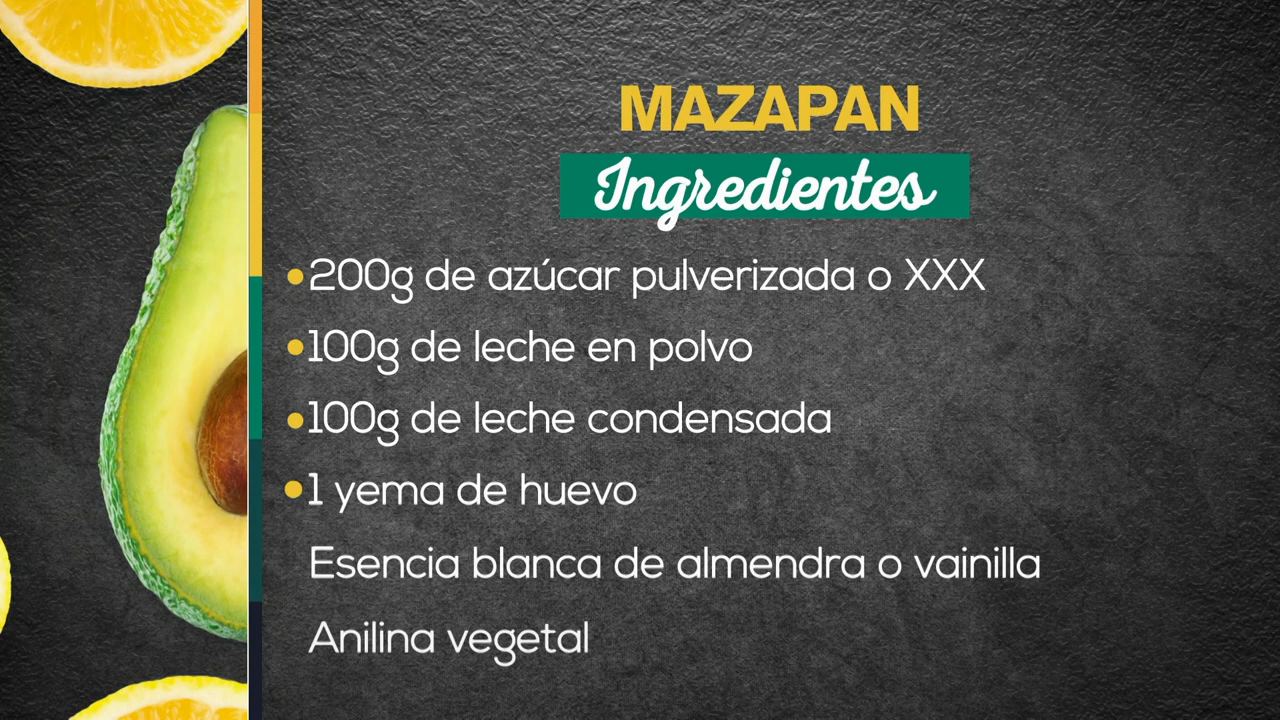 MAZAPAN
Ingredientes
•200g de azúcar pulverizada o XXX
•100g de leche en polvo
•100g de leche condensada
•1 yema de huevo
Esencia blanca de almendra o vainilla
Anilina vegetal